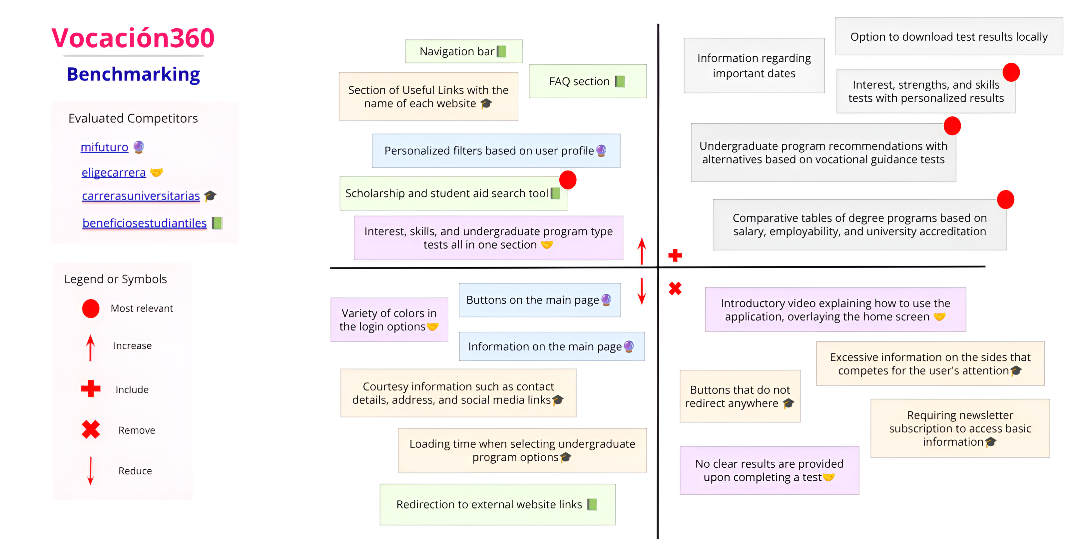 Vocación360
Benchmarking
Evaluated Competitors
mifuturo 🔮
eligecarrera 🤝
carrerasuniversitarias 🎓
beneficiosestudiantiles 📗
Legend or Symbols
Most relevant
Increase
Include
Remove
Reduce
Navigation bar📗
FAQ section 📗
Section of Useful Links with the
name of each website 🎓
Personalized filters based on user profile🔮
Scholarship and student aid search tool📗
Interest, skills, and undergraduate program type
tests all in one section 🤝
Information regarding
important dates
Option to download test results locally
Interest, strengths, and skills
tests with personalized results
Undergraduate program recommendations with
alternatives based on vocational guidance tests
Comparative tables of degree programs based on
salary, employability, and university accreditation
Variety of colors in
the login options🤝
Buttons on the main page🔮
Information on the main page🔮
Courtesy information such as contact
details, address, and social media links🎓
Loading time when selecting undergraduate
program options🎓
Redirection to external website links 📗
Introductory video explaining how to use the
application, overlaying the home screen 🤝
Excessive information on the sides that
competes for the user's attention🎓
Buttons that do not
redirect anywhere 🎓
Requiring newsletter
subscription to access basic
information🎓
No clear results are provided
upon completing a test🤝